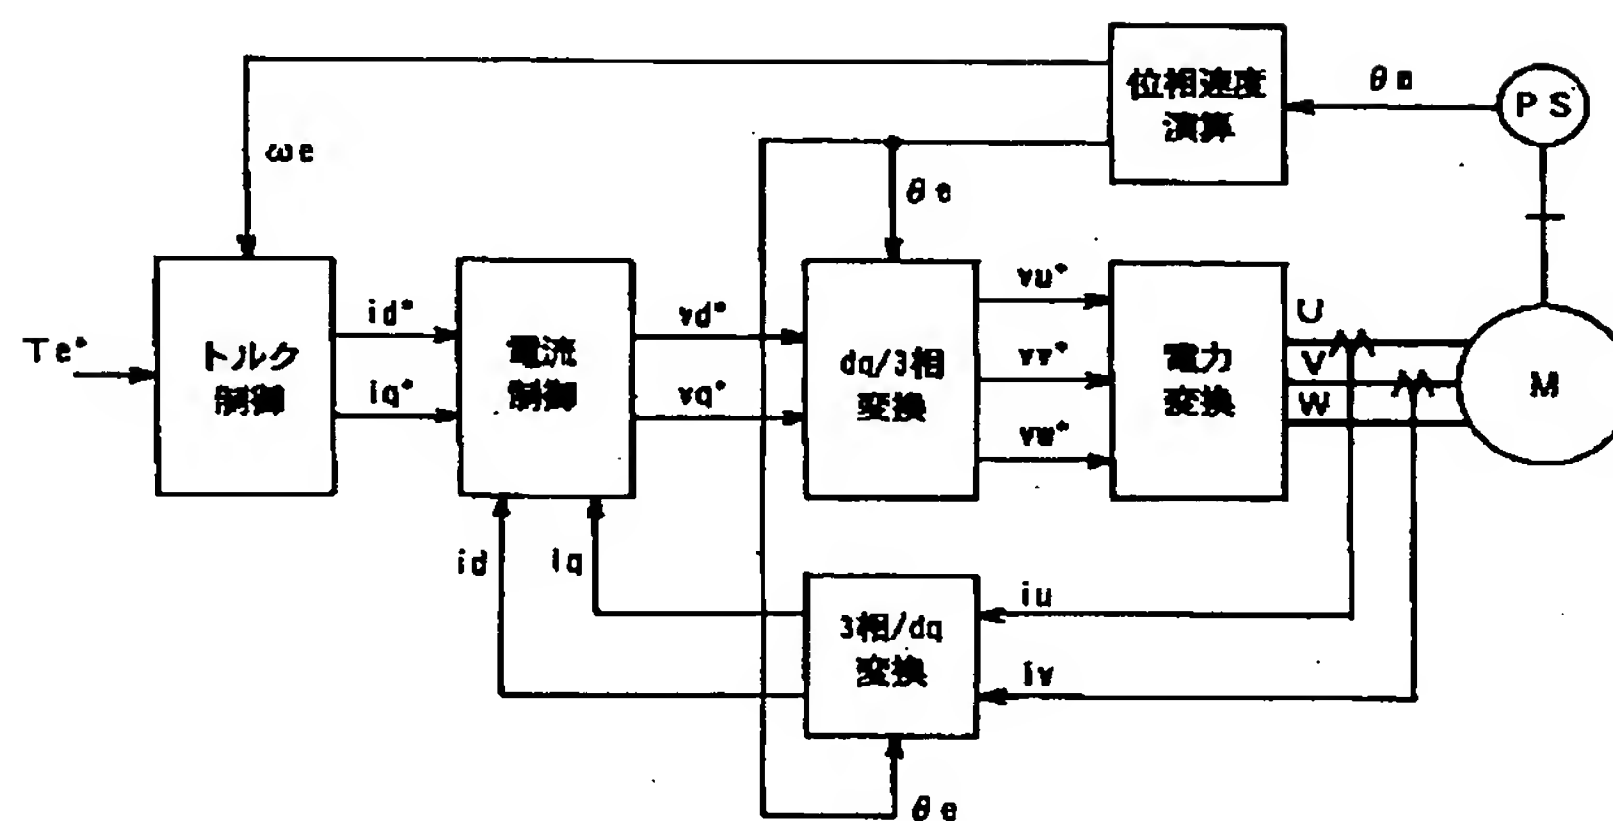 位相速度
演算
θm
PS
ωe
θe
Te*
トルク
制御
id*
iq*
電流
制御
vd*
vq*
dq/3相
変換
vu*
vv*
vw*
電力
変換
U
V
W
M
id
iq
3相/dq
変換
iu
iv
θe